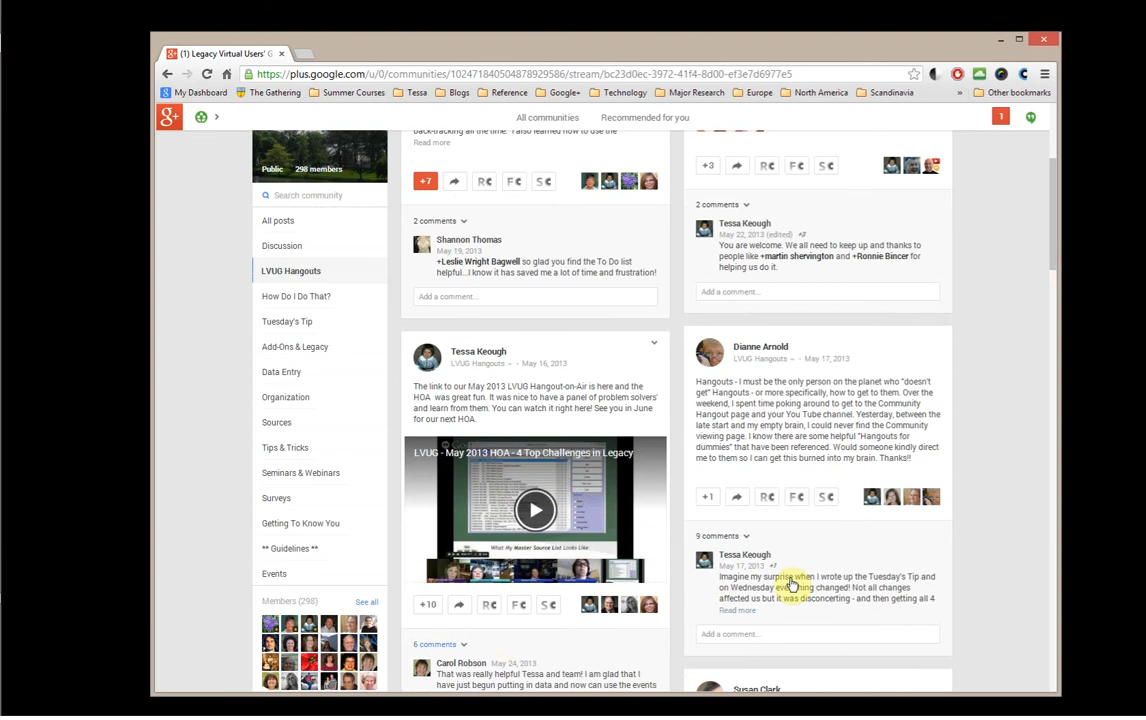 (1) Legacy Virtual Users' G
https://plus.google.com/u/0/communities/102471840504878929586/stream/bc23d0ec-3972-41f4-8d00-ef3e7d6977e5
My Dashboard The Gathering Summer Courses Tessa Blogs Reference Google+ Technology Major Research Europe North America Scandinavia » Other bookmarks
g+ All communities Recommended for you 1
Public 298 members
Search community
All posts
Discussion
LVUG Hangouts
How Do I Do That?
Tuesday's Tip
Add-Ons & Legacy
Data Entry
Organization
Sources
Tips & Tricks
Seminars & Webinars
Surveys
Getting To Know You
** Guidelines **
Events
Members (298) See all
back-tracking all the time. I also learned how to use the
Read more
+7 RC FC SC
2 comments
Shannon Thomas
May 19, 2013
+Leslie Wright Bagwell so glad you find the To Do list
helpful...I know it has saved me a lot of time and frustration!
Add a comment...
Tessa Keough
LVUG Hangouts - May 16, 2013
The link to our May 2013 LVUG Hangout-on-Air is here and the
HOA was great fun. It was nice to have a panel of problem solvers'
and learn from them. You can watch it right here! See you in June
for our next HOA.
LVUG - May 2013 HOA - 4 Top Challenges in Legacy
What My Master Source List Looks Like
+10 RC FC SC
6 comments
Carol Robson May 24, 2013
That was really helpful Tessa and team! I am glad that I
have just begun putting in data and now can use the events
+3 RC FC SC
2 comments
Tessa Keough
May 22, 2013 (edited)
You are welcome. We all need to keep up and thanks to
people like +martin shervington and +Ronnie Bincer for
helping us do it.
Add a comment...
Dianne Arnold
LVUG Hangouts - May 17, 2013
Hangouts - I must be the only person on the planet who "doesn't
get" Hangouts - or more specifically, how to get to them. Over the
weekend, I spent time poking around to get to the Community
Hangout page and your You Tube channel. Yesterday, between the
late start and my empty brain, I could never find the Community
viewing page. I know there are some helpful "Hangouts for
dummies" that have been referenced. Would someone kindly direct
me to them so I can get this burned into my brain. Thanks!!
+1 RC FC SC
9 comments
Tessa Keough
May 17, 2013
Imagine my surprise when I wrote up the Tuesday's Tip and
on Wednesday everything changed! Not all changes
affected us but it was disconcerting - and then getting all 4
Read more
Add a comment...
Susan Clark